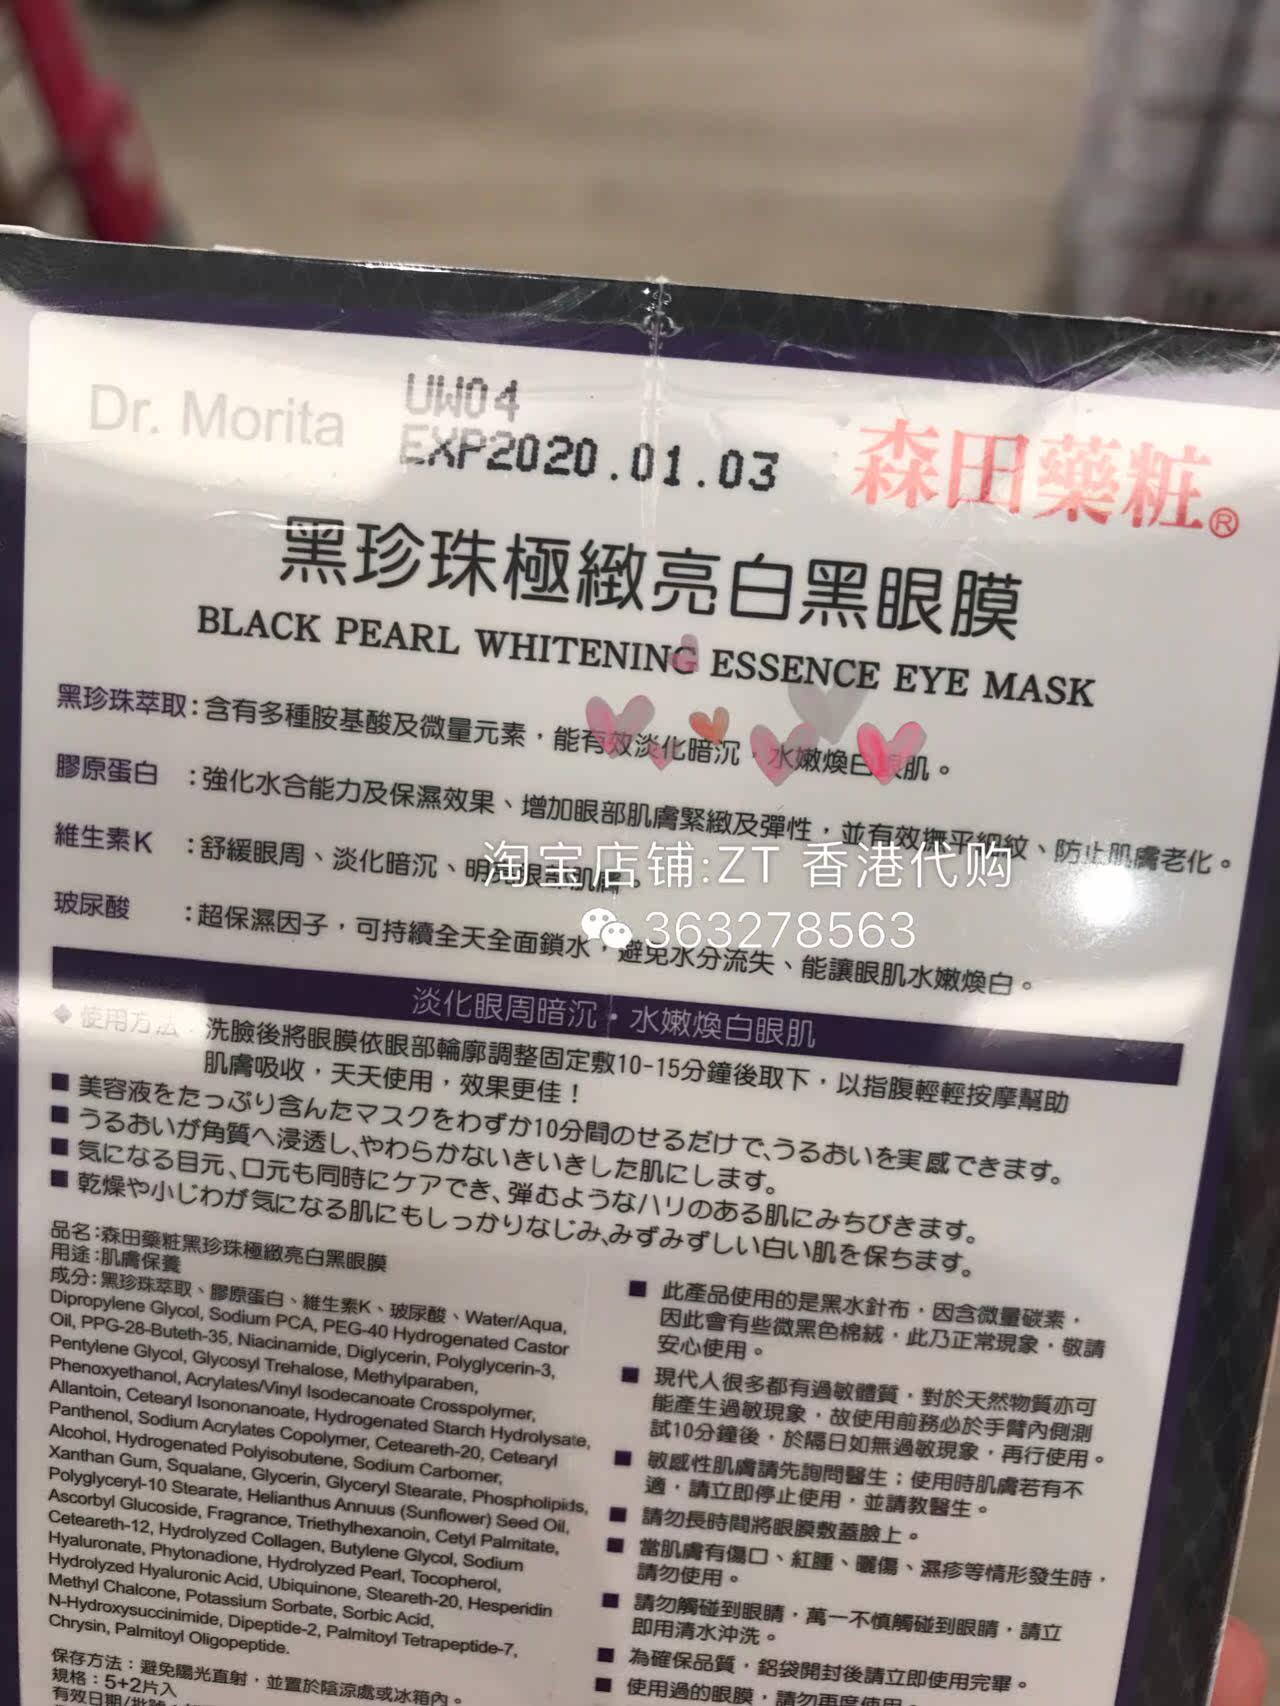 Dr. Morita
UW04
EXP2020.01.03
森田藥粧®
黑珍珠極緻亮白黑眼膜
BLACK PEARL WHITENING ESSENCE EYE MASK
黑珍珠萃取：含有多種胺基酸及微量元素，能有效淡化暗沉，水嫩煥白眼肌。
膠原蛋白：強化水合能力及保濕效果、增加眼部肌膚緊緻及彈性，並有效撫平細紋、防止肌膚老化。
維生素K：舒緩眼周、淡化暗沉、明亮眼部肌膚。
淘宝店铺:ZT 香港代购
363278563
玻尿酸：超保濕因子，可持續全天全面鎖水，避免水分流失、能讓眼肌水嫩煥白。
淡化眼周暗沉・水嫩煥白眼肌
◆使用方法：洗臉後將眼膜依眼部輪廓調整固定敷10-15分鐘後取下，以指腹輕輕按摩幫助
肌膚吸收，天天使用，效果更佳！
■ 美容液をたっぷり含んだマスクをわずか10分間のせるだけで、うるおいを実感できます。
■ うるおいが角質へ浸透し、やわらかないきいきした肌にします。
■ 気になる目元、口元も同時にケアでき、弾むようなハリのある肌にみちびきます。
■ 乾燥や小じわが気になる肌にもしっかりなじみ、みずみずしい白い肌を保ちます。
品名：森田藥粧黑珍珠極緻亮白黑眼膜
用途：肌膚保養
成分：黑珍珠萃取、膠原蛋白、維生素K、玻尿酸、Water/Aqua,
Dipropylene Glycol, Sodium PCA, PEG-40 Hydrogenated Castor
Oil, PPG-28-Buteth-35, Niacinamide, Diglycerin, Polyglycerin-3,
Pentylene Glycol, Glycosyl Trehalose, Methylparaben,
Phenoxyethanol, Acrylates/Vinyl Isodecanoate Crosspolymer,
Allantoin, Cetearyl Isononanoate, Hydrogenated Starch Hydrolysate,
Panthenol, Sodium Acrylates Copolymer, Ceteareth-20, Cetearyl
Alcohol, Hydrogenated Polyisobutene, Sodium Carbomer,
Xanthan Gum, Squalane, Glycerin, Glyceryl Stearate, Phospholipids,
Polyglyceryl-10 Stearate, Helianthus Annuus (Sunflower) Seed Oil,
Ascorbyl Glucoside, Fragrance, Triethylhexanoin, Cetyl Palmitate,
Ceteareth-12, Hydrolyzed Collagen, Butylene Glycol, Sodium
Hyaluronate, Phytonadione, Hydrolyzed Pearl, Tocopherol,
Hydrolyzed Hyaluronic Acid, Ubiquinone, Steareth-20, Hesperidin
Methyl Chalcone, Potassium Sorbate, Sorbic Acid,
N-Hydroxysuccinimide, Dipeptide-2, Palmitoyl Tetrapeptide-7,
Chrysin, Palmitoyl Oligopeptide.
保存方法：避免陽光直射，並置於陰涼處或冰箱內。
規格：5+2片入
有效日期/批號
■ 此產品使用的是黑水針布，因含微量碳素，
因此會有些微黑色棉絨，此乃正常現象，敬請
安心使用。
■ 現代人很多都有過敏體質，對於天然物質亦可
能產生過敏現象，故使用前務必於手臂內側測
試10分鐘後，於隔日如無過敏現象，再行使用。
■ 敏感性肌膚請先詢問醫生；使用時肌膚若有不
適，請立即停止使用，並請教醫生。
■ 請勿長時間將眼膜敷蓋臉上。
■ 當肌膚有傷口、紅腫、曬傷、濕疹等情形發生時，
請勿使用。
■ 請勿觸碰到眼睛，萬一不慎觸碰到眼睛，請立
即用清水沖洗。
■ 為確保品質，鋁袋開封後請立即使用完畢。
■ 使用過的眼膜，請勿再度使用。